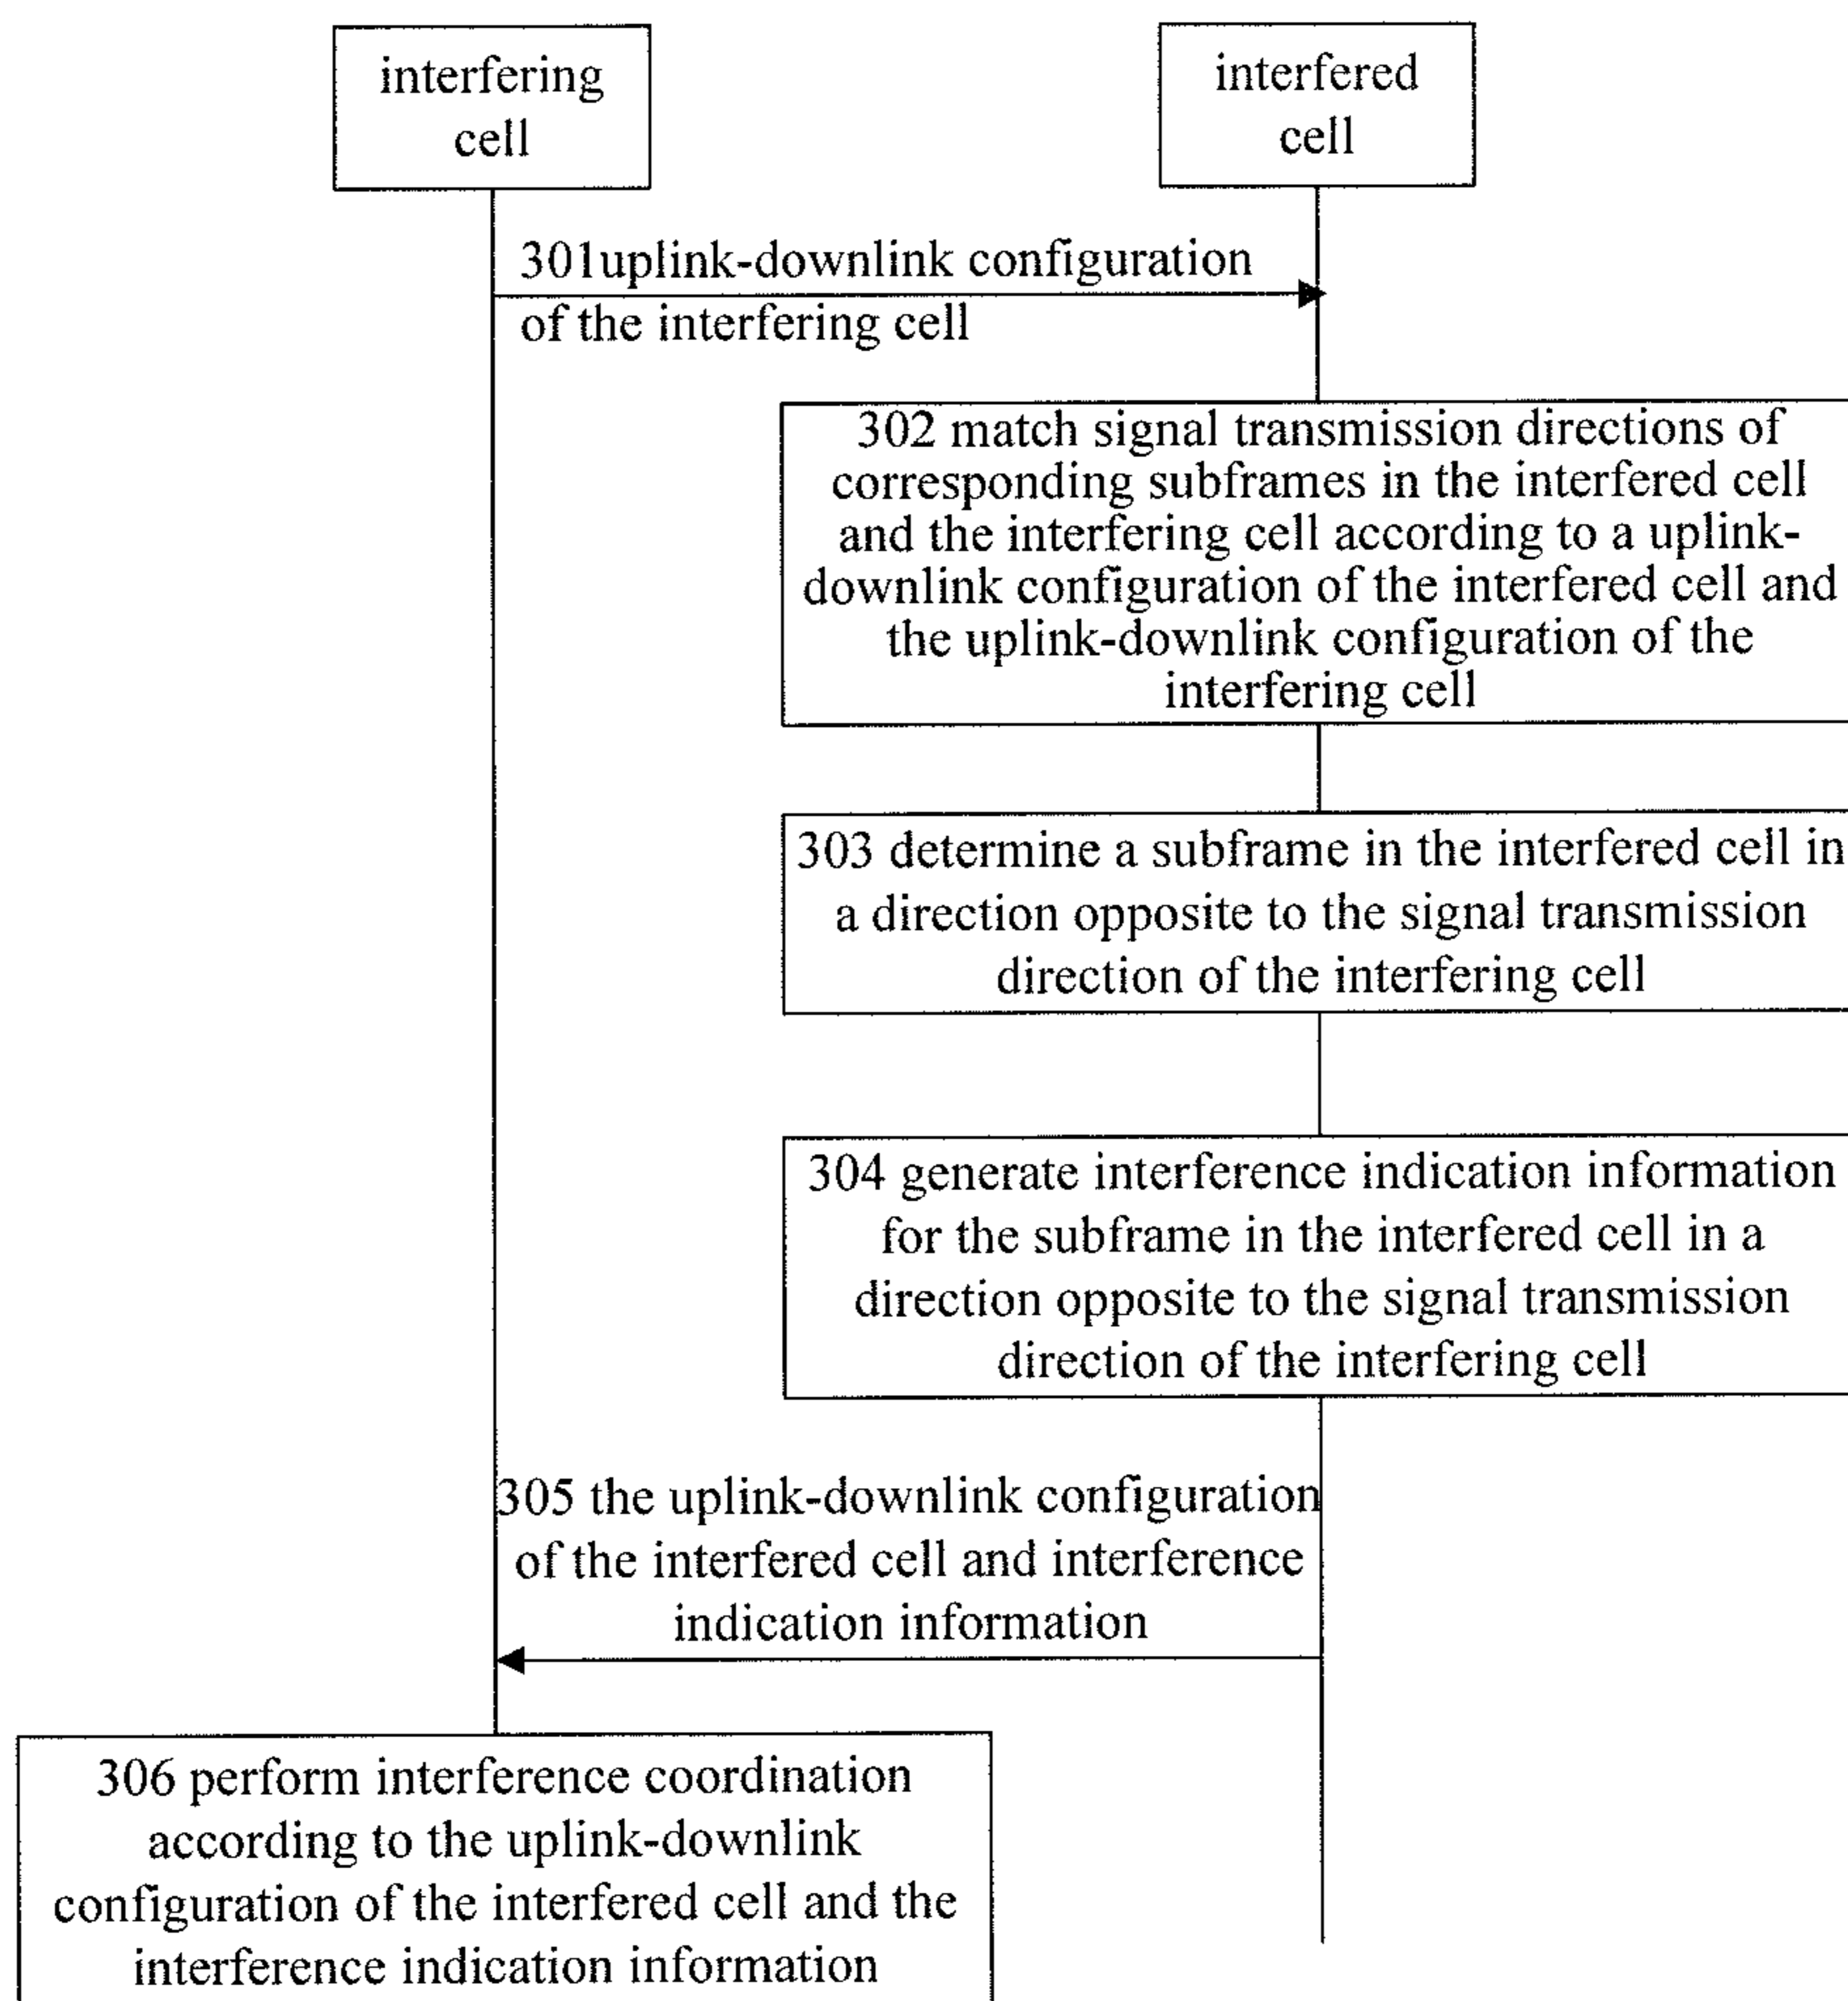 interfering
cell
interfered
cell
301uplink-downlink configuration
of the interfering cell
302 match signal transmission directions of
corresponding subframes in the interfered cell
and the interfering cell according to a uplink-
downlink configuration of the interfered cell and
the uplink-downlink configuration of the
interfering cell
303 determine a subframe in the interfered cell in
a direction opposite to the signal transmission
direction of the interfering cell
304 generate interference indication information
for the subframe in the interfered cell in a
direction opposite to the signal transmission
direction of the interfering cell
305 the uplink-downlink configuration
of the interfered cell and interference
indication information
306 perform interference coordination
according to the uplink-downlink
configuration of the interfered cell and the
interference indication information